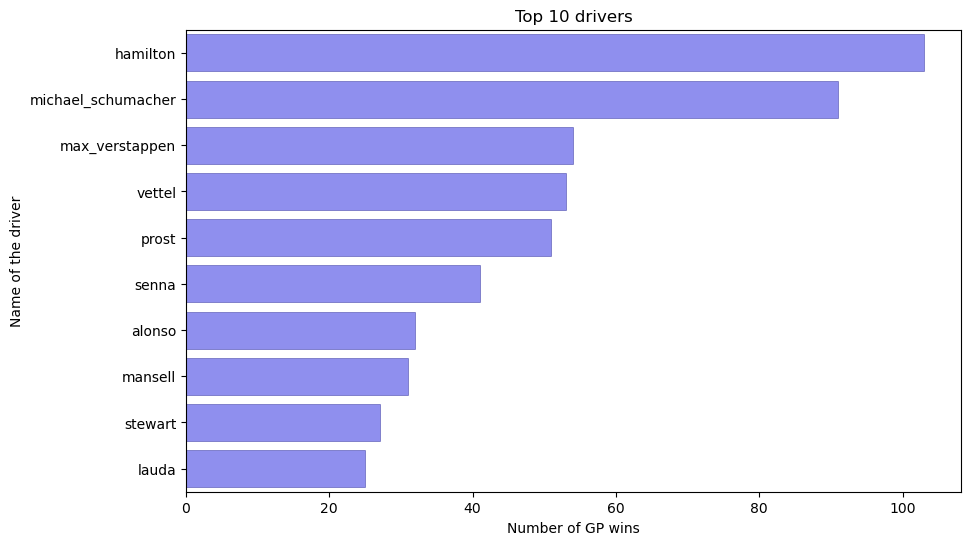 Top 10 drivers
Name of the driver
hamilton
michael_schumacher
max_verstappen
vettel
prost
senna
alonso
mansell
stewart
lauda
0 20 40 60 80 100
Number of GP wins